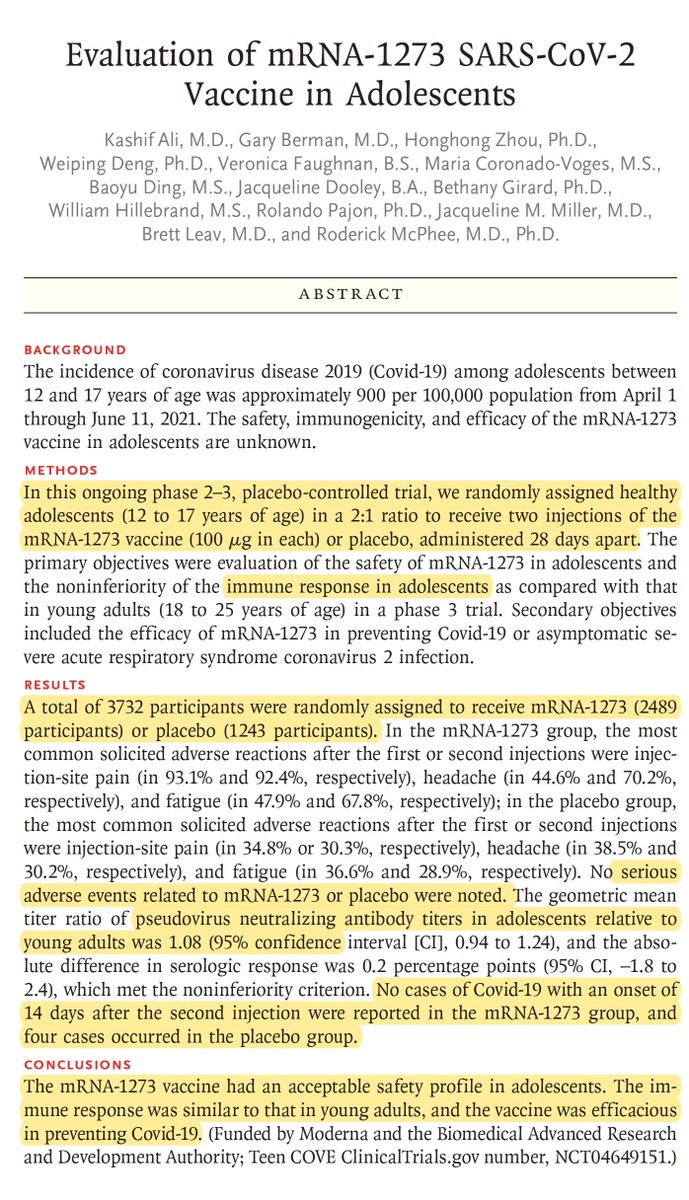 Evaluation of mRNA-1273 SARS-CoV-2
Vaccine in Adolescents
Kashif Ali, M.D., Gary Berman, M.D., Honghong Zhou, Ph.D.,
Weiping Deng, Ph.D., Veronica Faughnan, B.S., Maria Coronado-Voges, M.S.,
Baoyu Ding, M.S., Jacqueline Dooley, B.A., Bethany Girard, Ph.D.,
William Hillebrand, M.S., Rolando Pajon, Ph.D., Jacqueline M. Miller, M.D.,
Brett Leav, M.D., and Roderick McPhee, M.D., Ph.D.
ABSTRACT
BACKGROUND
The incidence of coronavirus disease 2019 (Covid-19) among adolescents between
12 and 17 years of age was approximately 900 per 100,000 population from April 1
through June 11, 2021. The safety, immunogenicity, and efficacy of the mRNA-1273
vaccine in adolescents are unknown.
METHODS
In this ongoing phase 2–3, placebo-controlled trial, we randomly assigned healthy
adolescents (12 to 17 years of age) in a 2:1 ratio to receive two injections of the
mRNA-1273 vaccine (100 μg in each) or placebo, administered 28 days apart. The
primary objectives were evaluation of the safety of mRNA-1273 in adolescents and
the noninferiority of the immune response in adolescents as compared with that
in young adults (18 to 25 years of age) in a phase 3 trial. Secondary objectives
included the efficacy of mRNA-1273 in preventing Covid-19 or asymptomatic se-
vere acute respiratory syndrome coronavirus 2 infection.
RESULTS
A total of 3732 participants were randomly assigned to receive mRNA-1273 (2489
participants) or placebo (1243 participants). In the mRNA-1273 group, the most
common solicited adverse reactions after the first or second injections were injec-
tion-site pain (in 93.1% and 92.4%, respectively), headache (in 44.6% and 70.2%,
respectively), and fatigue (in 47.9% and 67.8%, respectively); in the placebo group,
the most common solicited adverse reactions after the first or second injections
were injection-site pain (in 34.8% or 30.3%, respectively), headache (in 38.5% and
30.2%, respectively), and fatigue (in 36.6% and 28.9%, respectively). No serious
adverse events related to mRNA-1273 or placebo were noted. The geometric mean
titer ratio of pseudovirus neutralizing antibody titers in adolescents relative to
young adults was 1.08 (95% confidence interval [CI], 0.94 to 1.24), and the abso-
lute difference in serologic response was 0.2 percentage points (95% CI, –1.8 to
2.4), which met the noninferiority criterion. No cases of Covid-19 with an onset of
14 days after the second injection were reported in the mRNA-1273 group, and
four cases occurred in the placebo group.
CONCLUSIONS
The mRNA-1273 vaccine had an acceptable safety profile in adolescents. The im-
mune response was similar to that in young adults, and the vaccine was efficacious
in preventing Covid-19. (Funded by Moderna and the Biomedical Advanced Research
and Development Authority; Teen COVE ClinicalTrials.gov number, NCT04649151.)